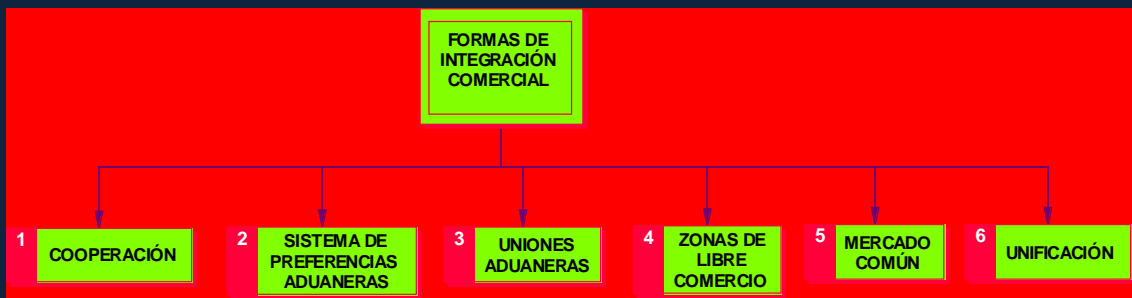 FORMAS DE
INTEGRACIÓN
COMERCIAL
1
COOPERACIÓN
2
SISTEMA DE
PREFERENCIAS
ADUANERAS
3
UNIONES
ADUANERAS
4
ZONAS DE
LIBRE
COMERCIO
5
MERCADO
COMÚN
6
UNIFICACIÓN